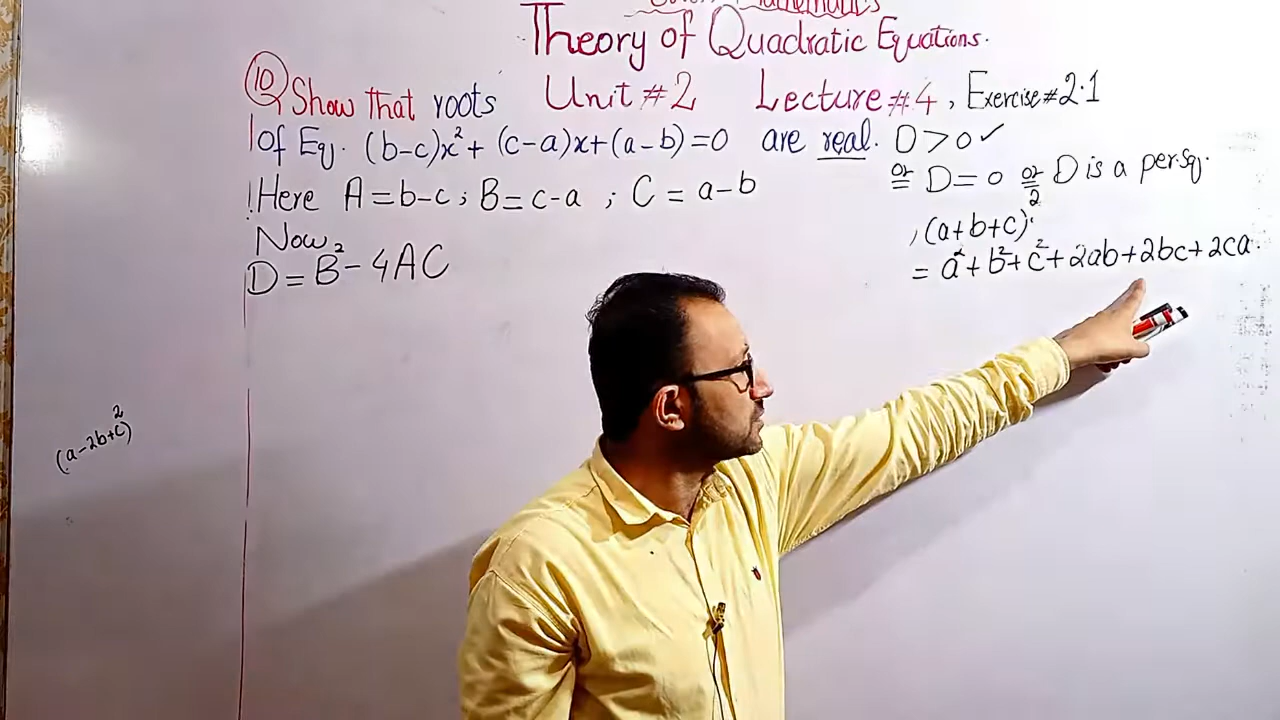 Theory of Quadratic Equations.
Unit #2 Lecture #4, Exercise #2.1
10 Show that roots
of Eq. (b-c)x²+(c-a)x+(a-b)=0 are real. D>0✓
or D=0 or D is a per.sq.
2
Here A=b-c; B=c-a ; C=a-b
Now
D=B²-4AC
,(a+b+c)²
= a²+b²+c²+2ab+2bc+2ca.
(a-2b+c)²